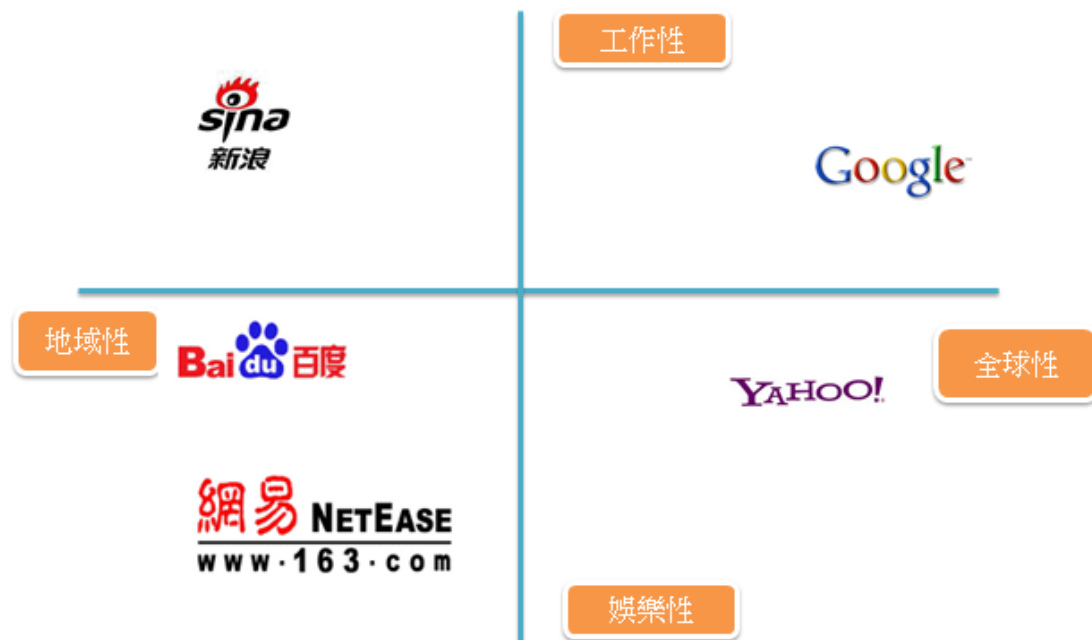 工作性
sina
新浪
Google™
地域性
Baidu百度
全球性
YAHOO!
網易 NETEASE
www.163.com
娛樂性